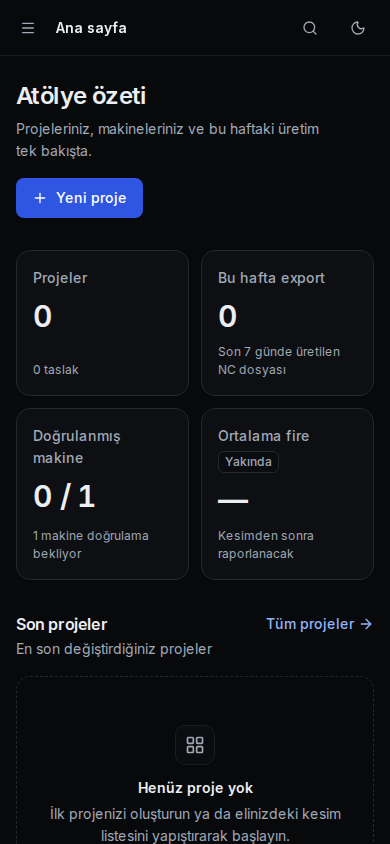 Ana sayfa
Atölye özeti
Projeleriniz, makineleriniz ve bu haftaki üretim
tek bakışta.
Yeni proje
Projeler
0
0 taslak
Bu hafta export
0
Son 7 günde üretilen
NC dosyası
Doğrulanmış
makine
0 / 1
1 makine doğrulama
bekliyor
Ortalama fire
Yakında
—
Kesimden sonra
raporlanacak
Son projeler
Tüm projeler
En son değiştirdiğiniz projeler
Henüz proje yok
İlk projenizi oluşturun ya da elinizdeki kesim
listesini yapıştırarak başlayın.